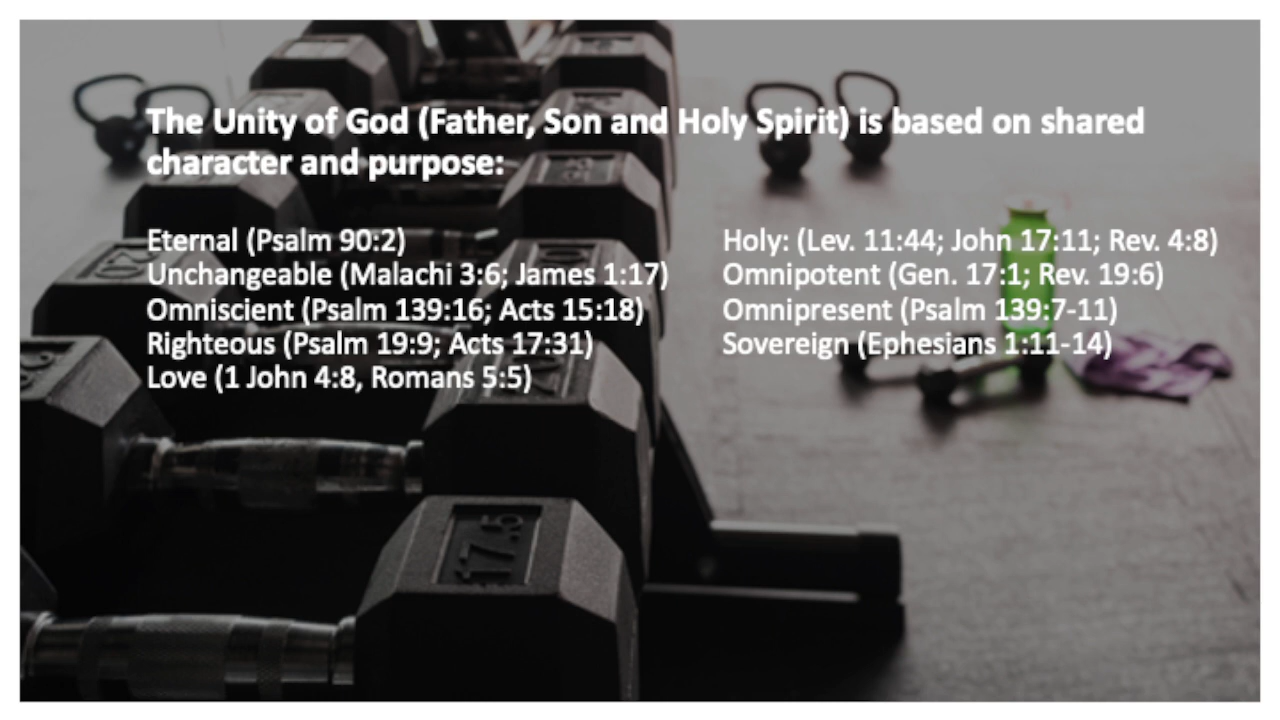 The Unity of God (Father, Son and Holy Spirit) is based on shared
character and purpose:
Eternal (Psalm 90:2)
Unchangeable (Malachi 3:6; James 1:17)
Omniscient (Psalm 139:16; Acts 15:18)
Righteous (Psalm 19:9; Acts 17:31)
Love (1 John 4:8, Romans 5:5)
Holy: (Lev. 11:44; John 17:11; Rev. 4:8)
Omnipotent (Gen. 17:1; Rev. 19:6)
Omnipresent (Psalm 139:7-11)
Sovereign (Ephesians 1:11-14)
17.5